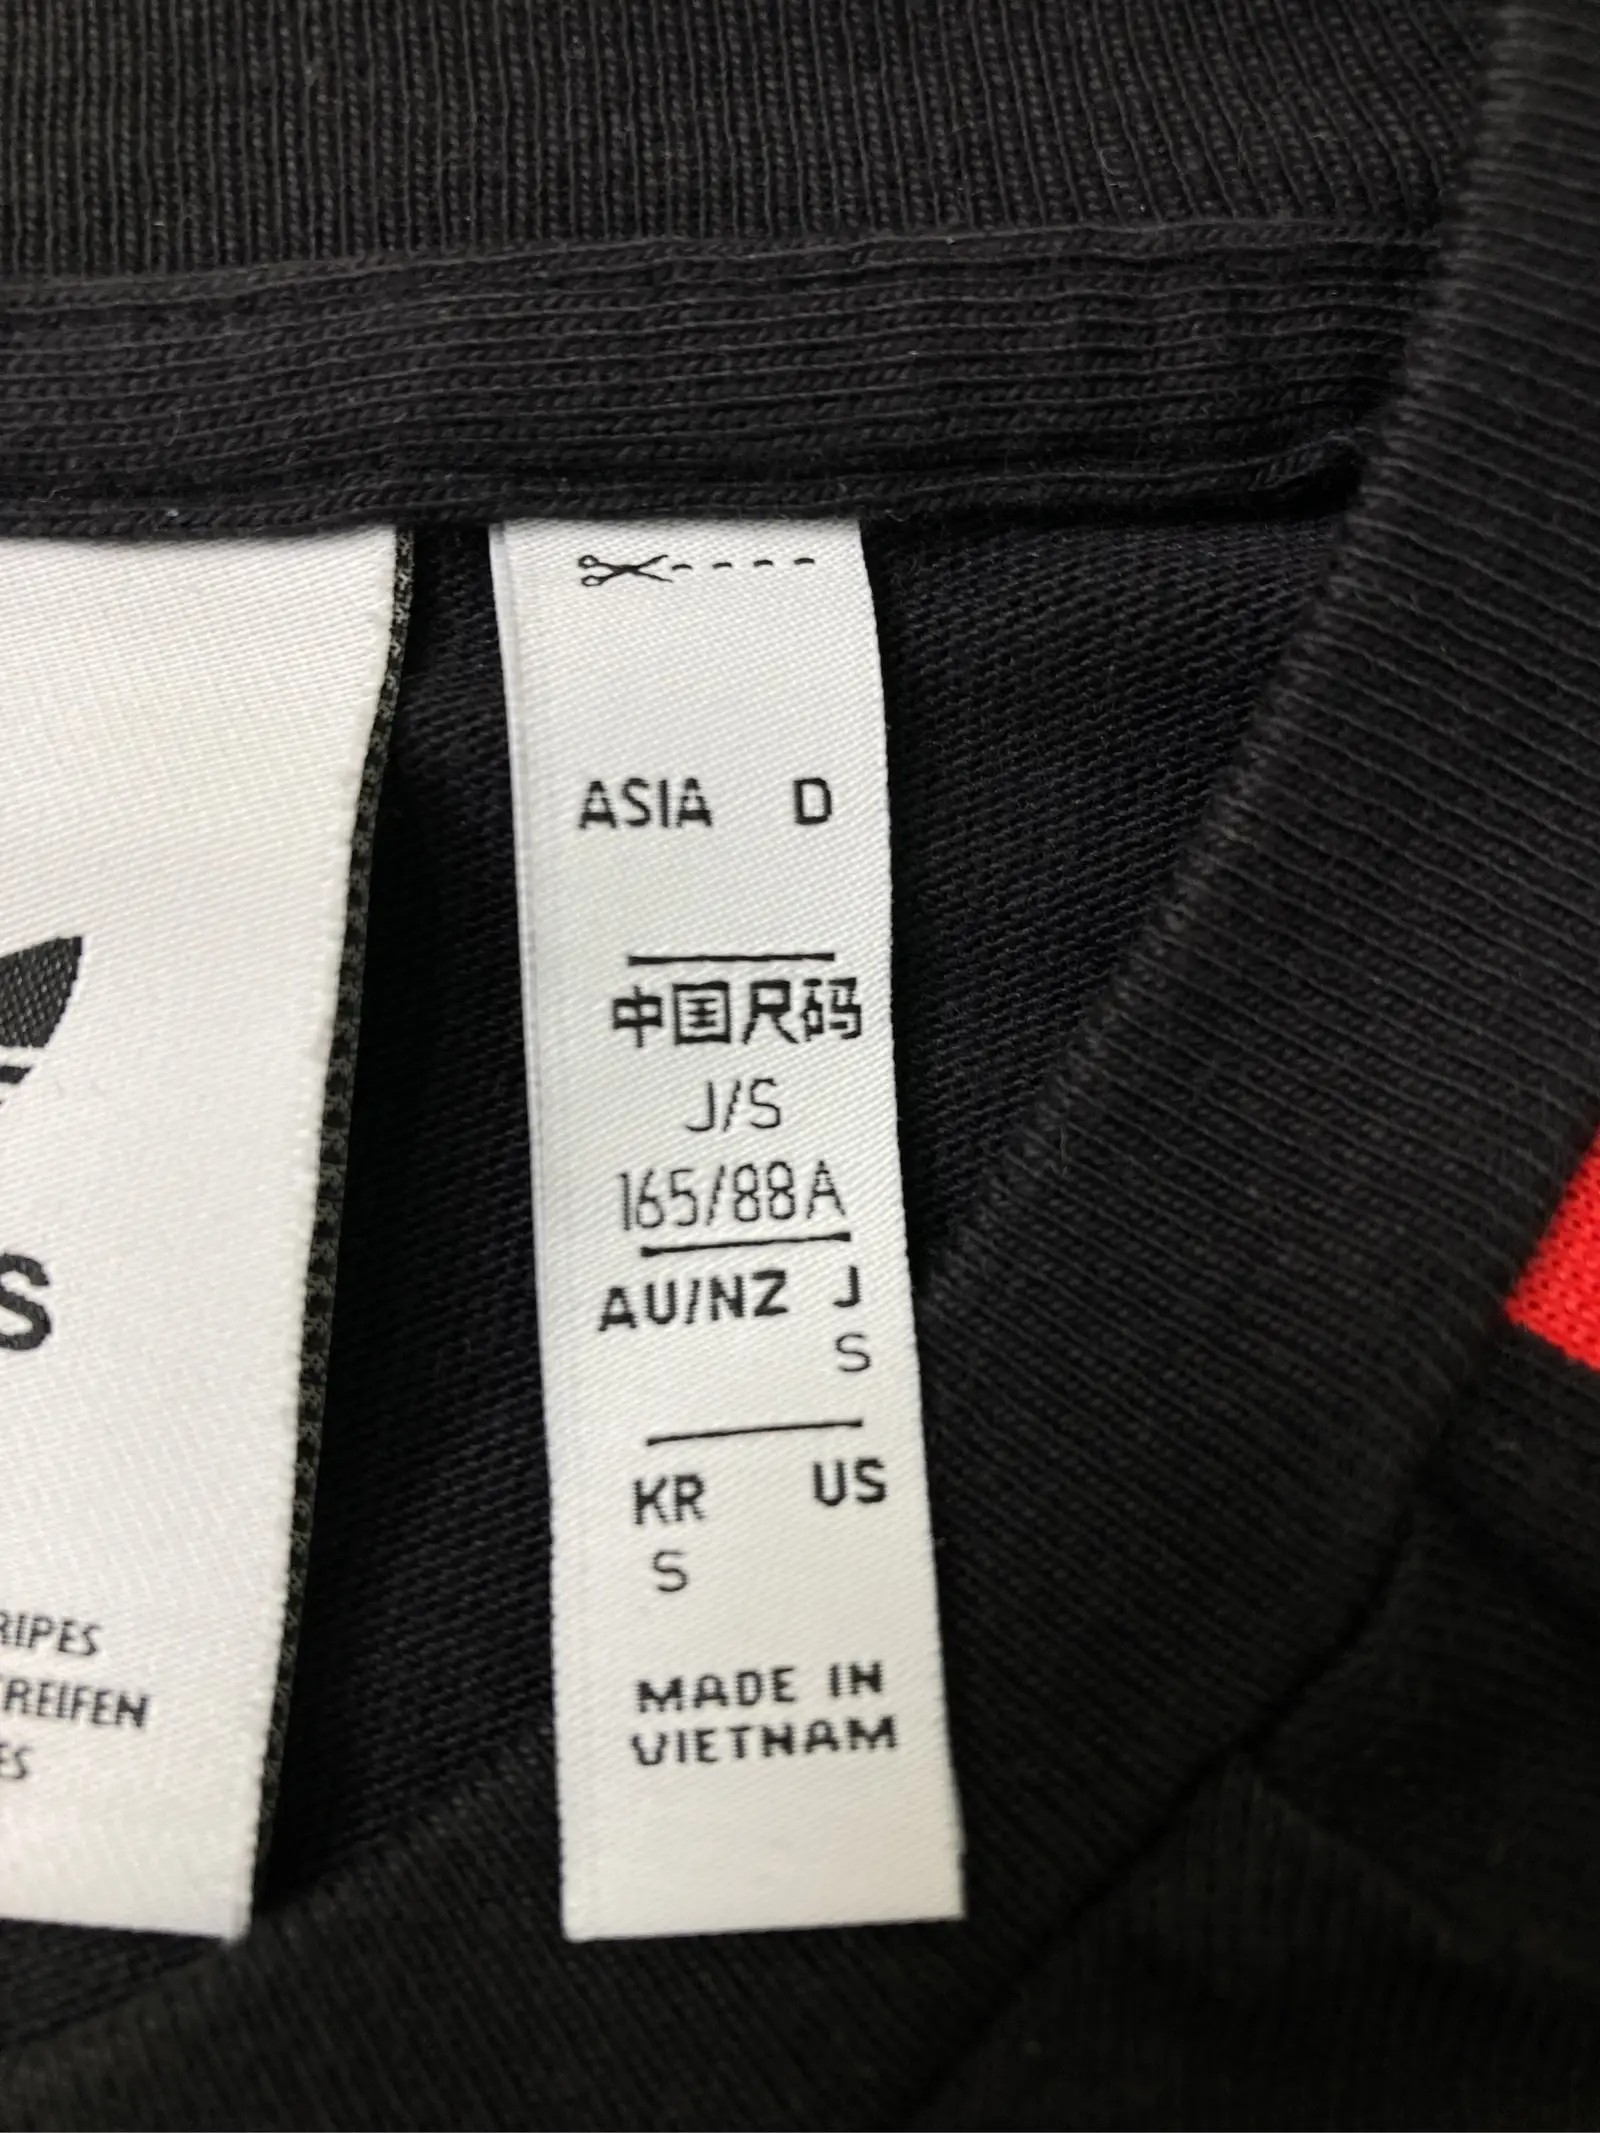 S
RIPES
REIFEN
ES
ASIA D
中国尺码
J/S
165/88A
AU/NZ J
S
KR US
S
MADE IN
VIETNAM